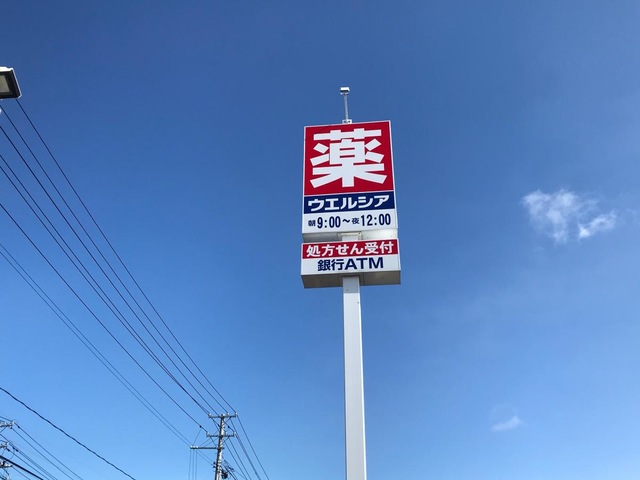 薬
ウエルシア
朝9:00〜夜12:00
処方せん受付
銀行ATM